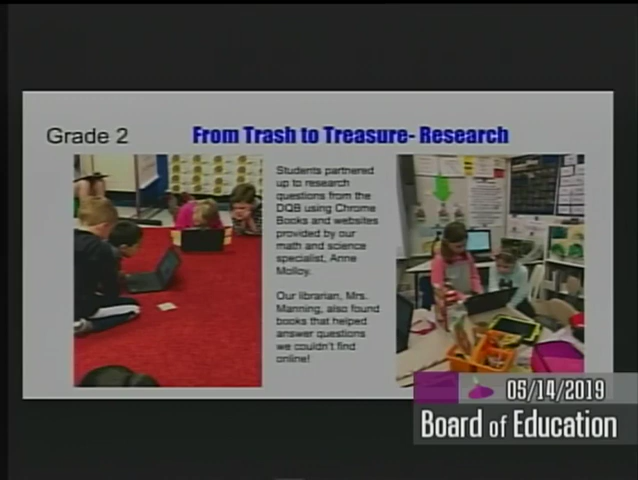 Grade 2
From Trash to Treasure- Research
Students partnered
up to research
questions from the
DQB using Chrome
Books and websites
provided by our
math and science
specialist, Anne
Molloy.
Our librarian, Mrs.
Manning, also found
books that helped
answer questions
we couldn't find
online!
05/14/2019
Board of Education